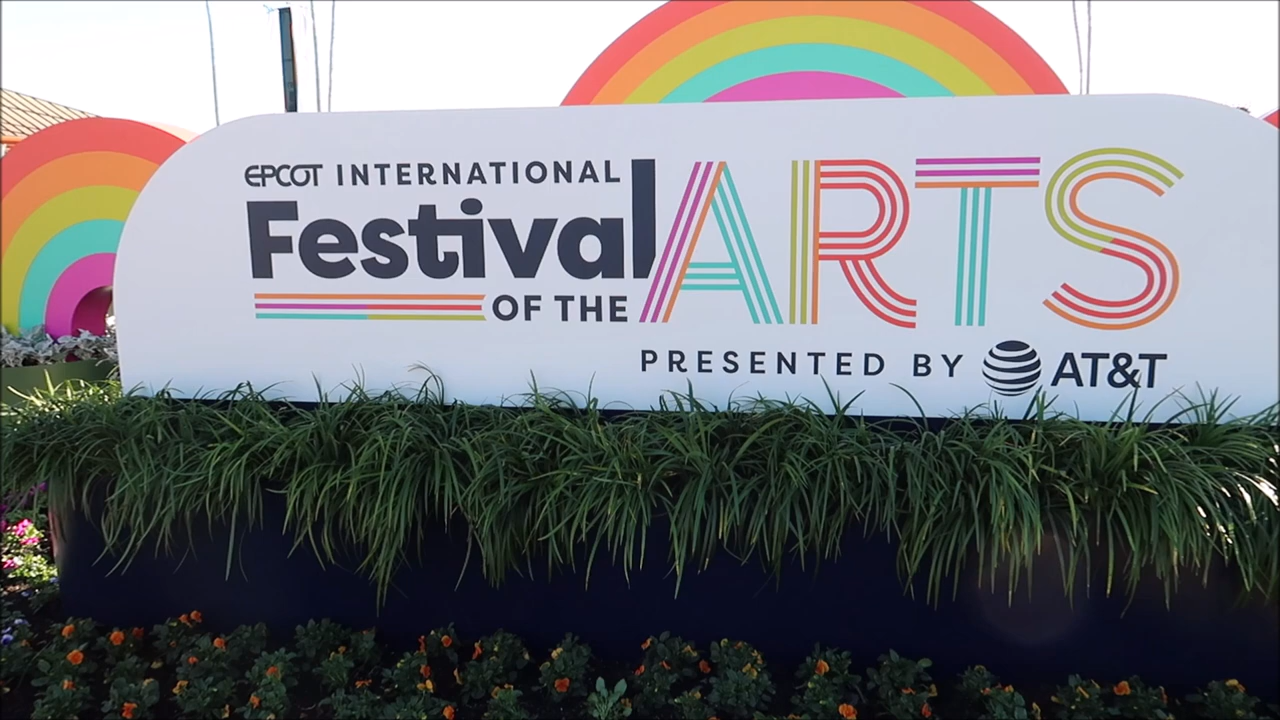 EPCOT INTERNATIONAL
Festival
OF THE
ARTS
PRESENTED BY AT&T